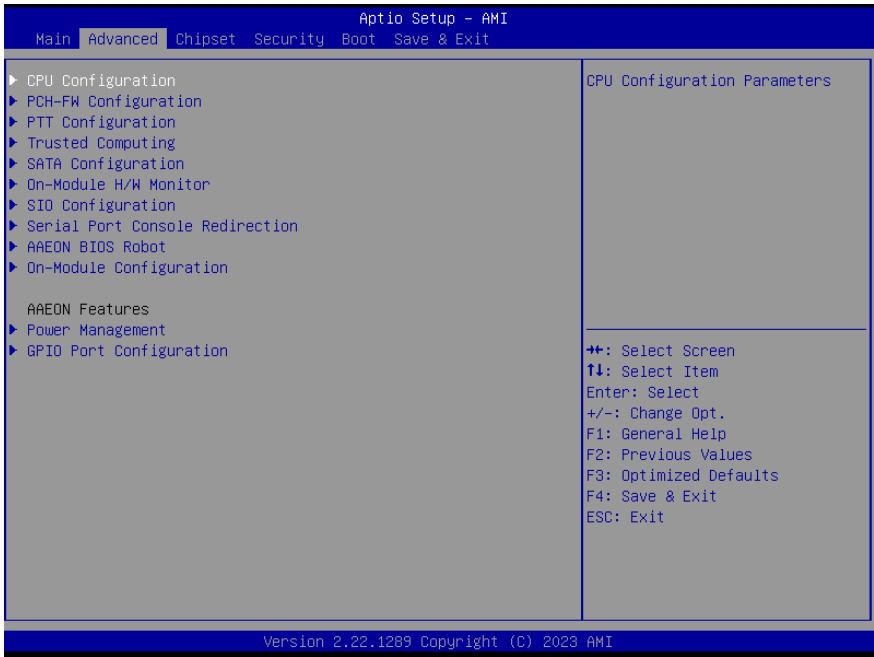 Aptio Setup – AMI
Main Advanced Chipset Security Boot Save & Exit
CPU Configuration
PCH-FW Configuration
PTT Configuration
Trusted Computing
SATA Configuration
On-Module H/W Monitor
SIO Configuration
Serial Port Console Redirection
AAEON BIOS Robot
On-Module Configuration
AAEON Features
Power Management
GPIO Port Configuration
CPU Configuration Parameters
→←: Select Screen
↑↓: Select Item
Enter: Select
+/-: Change Opt.
F1: General Help
F2: Previous Values
F3: Optimized Defaults
F4: Save & Exit
ESC: Exit
Version 2.22.1289 Copyright (C) 2023 AMI